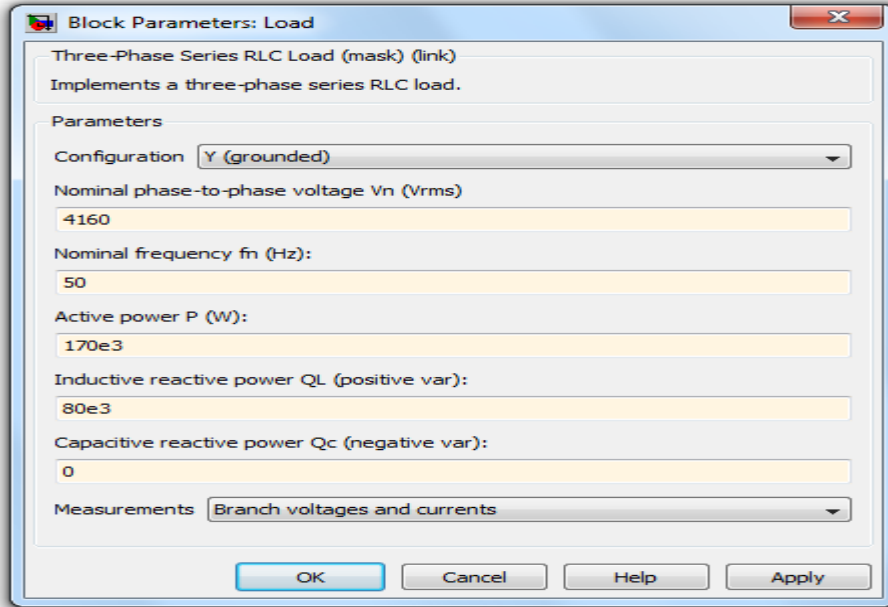 Block Parameters: Load
Three-Phase Series RLC Load (mask) (link)
Implements a three-phase series RLC load.
Parameters
Configuration Y (grounded)
Nominal phase-to-phase voltage Vn (Vrms)
4160
Nominal frequency fn (Hz):
50
Active power P (W):
170e3
Inductive reactive power QL (positive var):
80e3
Capacitive reactive power Qc (negative var):
0
Measurements Branch voltages and currents
OK Cancel Help Apply